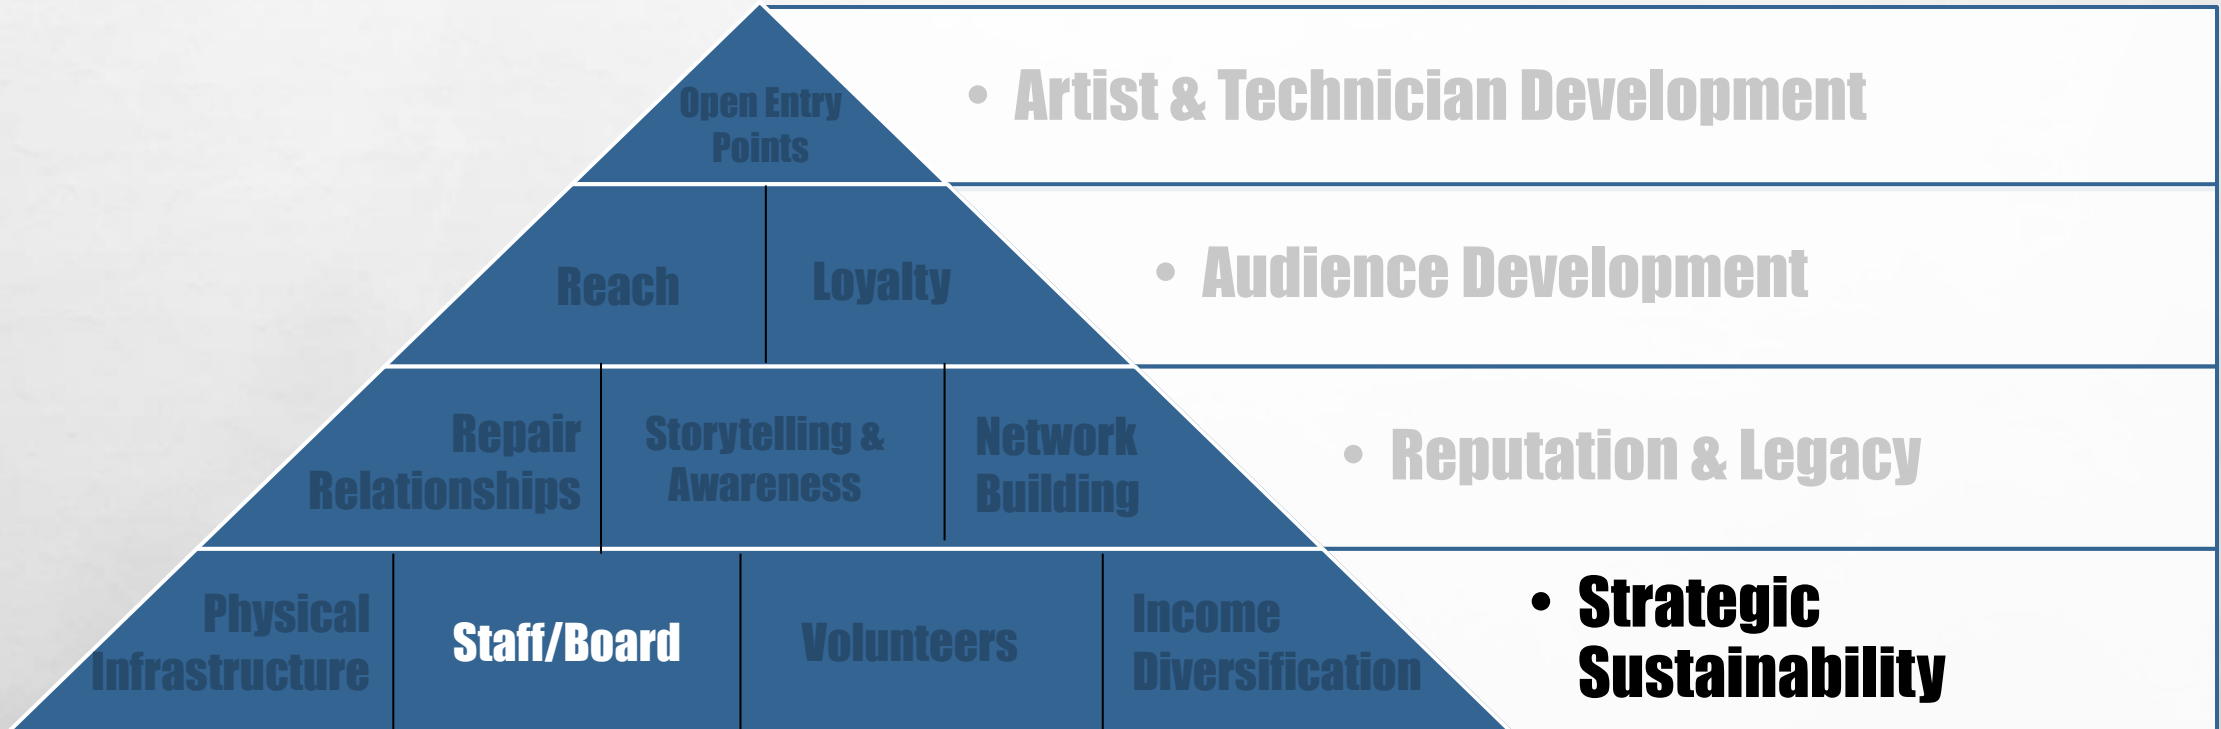 Open Entry
Points
• Artist & Technician Development
Reach
Loyalty
• Audience Development
Repair
Relationships
Storytelling &
Awareness
Network
Building
• Reputation & Legacy
Physical
Infrastructure
Staff/Board
Volunteers
Income
Diversification
• Strategic
Sustainability